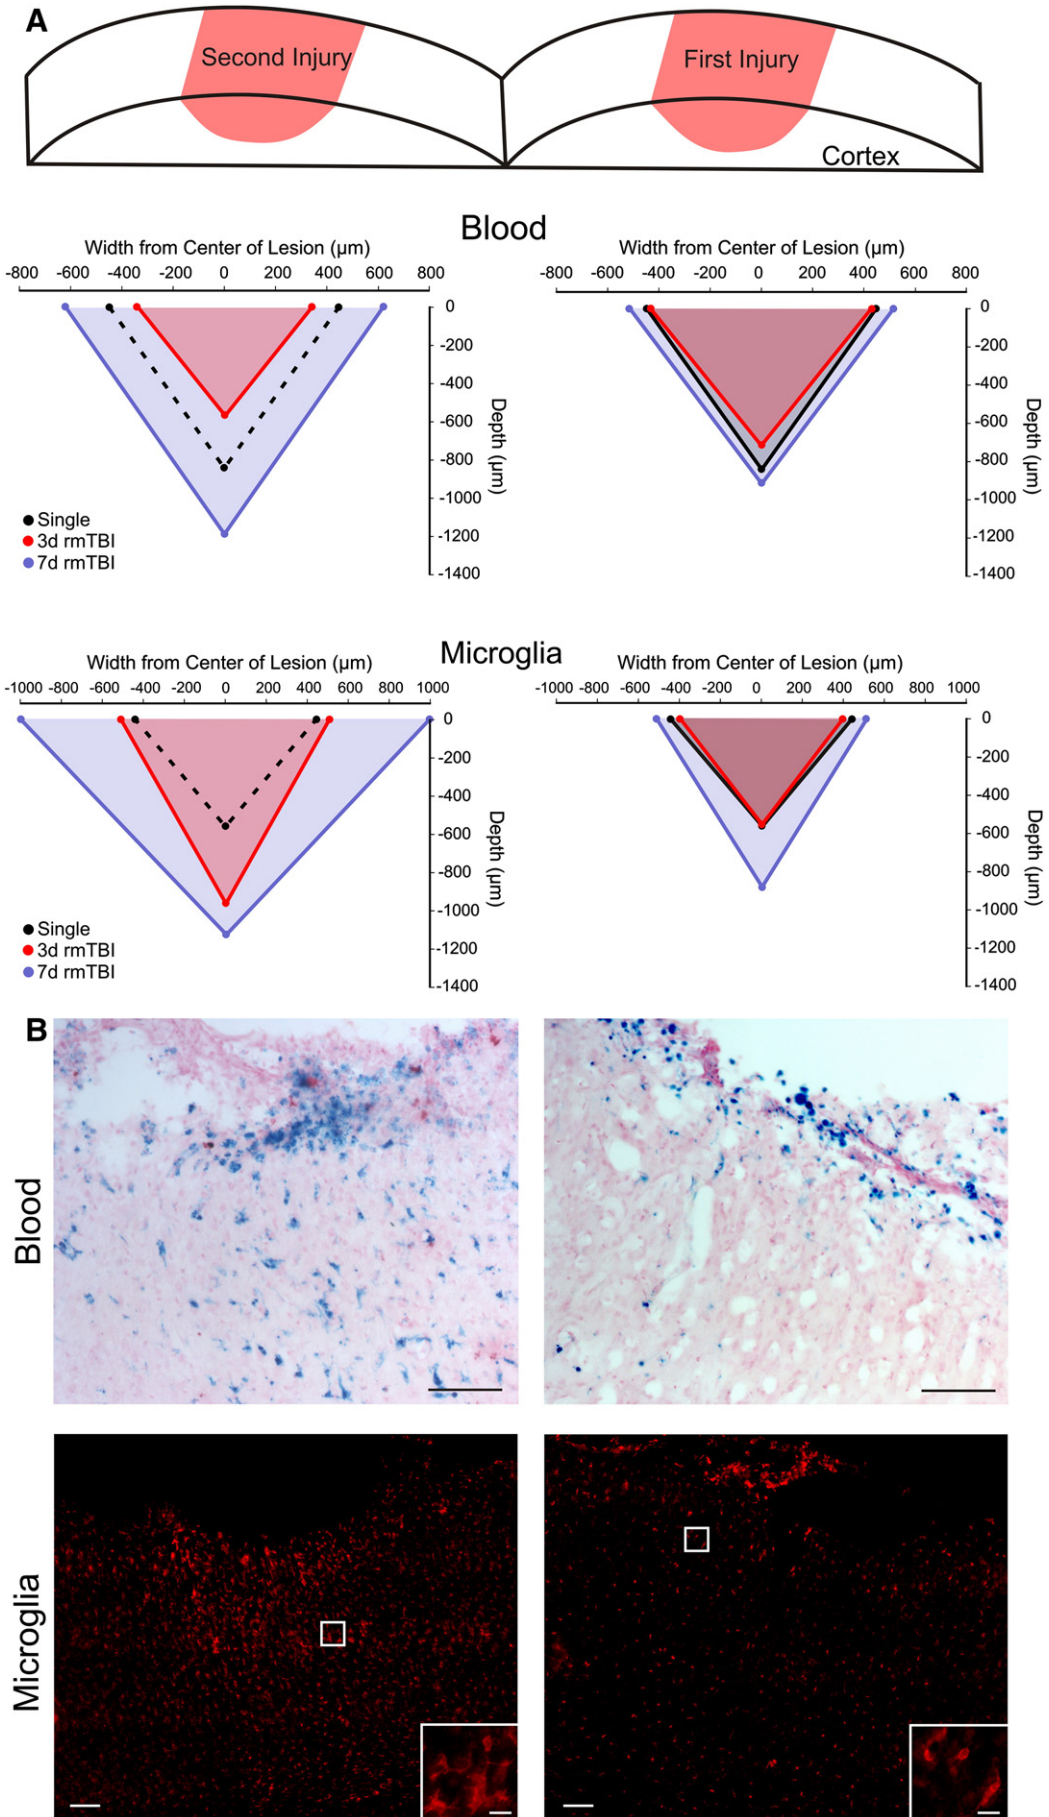 A
Second Injury
First Injury
Cortex
Blood
Width from Center of Lesion (µm)
-800 -600 -400 -200 0 200 400 600 800
0
-200
-400
-600
-800
-1000
-1200
-1400
Depth (µm)
Single
3d rmTBI
7d rmTBI
Width from Center of Lesion (µm)
-800 -600 -400 -200 0 200 400 600 800
0
-200
-400
-600
-800
-1000
-1200
-1400
Depth (µm)
Microglia
Width from Center of Lesion (µm)
-1000 -800 -600 -400 -200 0 200 400 600 800 1000
0
-200
-400
-600
-800
-1000
-1200
-1400
Depth (µm)
Single
3d rmTBI
7d rmTBI
Width from Center of Lesion (µm)
-1000 -800 -600 -400 -200 0 200 400 600 800 1000
0
-200
-400
-600
-800
-1000
-1200
-1400
Depth (µm)
B
Blood
Microglia